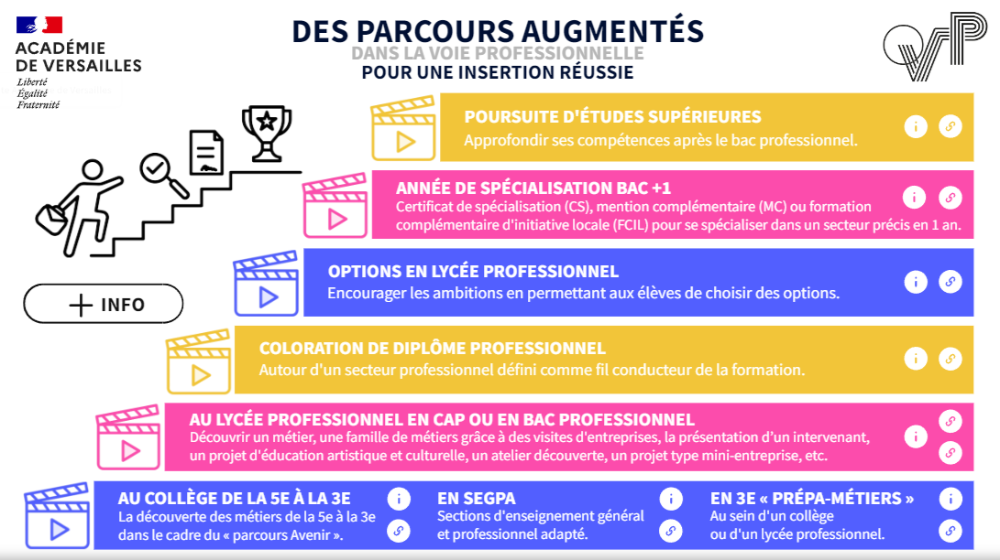 ACADÉMIE
DE VERSAILLES
Liberté
Égalité
Fraternité
DES PARCOURS AUGMENTÉS
DANS LA VOIE PROFESSIONNELLE
POUR UNE INSERTION RÉUSSIE
+ INFO
POURSUITE D'ÉTUDES SUPÉRIEURES
Approfondir ses compétences après le bac professionnel.
ANNÉE DE SPÉCIALISATION BAC +1
Certificat de spécialisation (CS), mention complémentaire (MC) ou formation
complémentaire d'initiative locale (FCIL) pour se spécialiser dans un secteur précis en 1 an.
OPTIONS EN LYCÉE PROFESSIONNEL
Encourager les ambitions en permettant aux élèves de choisir des options.
COLORATION DE DIPLÔME PROFESSIONNEL
Autour d'un secteur professionnel défini comme fil conducteur de la formation.
AU LYCÉE PROFESSIONNEL EN CAP OU EN BAC PROFESSIONNEL
Découvrir un métier, une famille de métiers grâce à des visites d'entreprises, la présentation d’un intervenant,
un projet d'éducation artistique et culturelle, un atelier découverte, un projet type mini-entreprise, etc.
AU COLLÈGE DE LA 5E À LA 3E
La découverte des métiers de la 5e à la 3e
dans le cadre du « parcours Avenir ».
EN SEGPA
Sections d'enseignement général
et professionnel adapté.
EN 3E « PRÉPA-MÉTIERS »
Au sein d'un collège
ou d'un lycée professionnel.